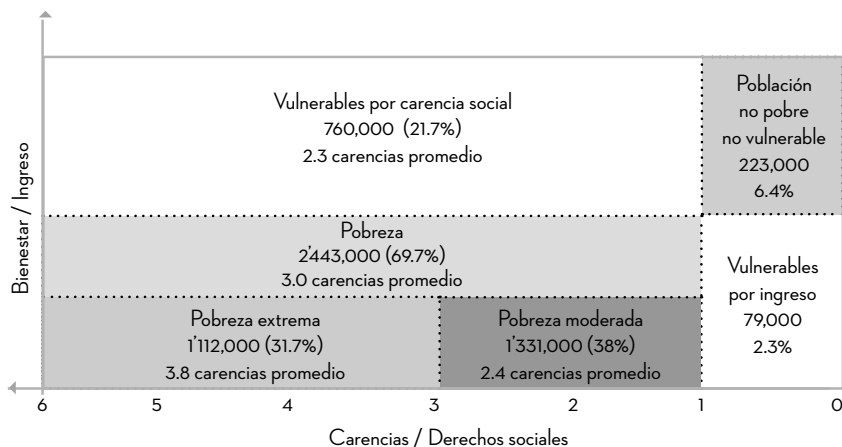 Bienestar / Ingreso
Vulnerables por carencia social
760,000 (21.7%)
2.3 carencias promedio
Población
no pobre
no vulnerable
223,000
6.4%
Pobreza
2'443,000 (69.7%)
3.0 carencias promedio
Vulnerables
por ingreso
79,000
2.3%
Pobreza extrema
1'112,000 (31.7%)
3.8 carencias promedio
Pobreza moderada
1'331,000 (38%)
2.4 carencias promedio
6 5 4 3 2 1 0
Carencias / Derechos sociales